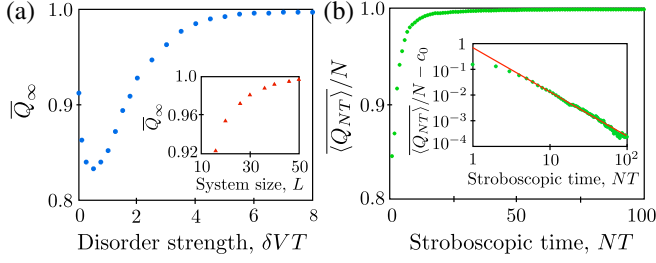 (a)
1.0
0.9
0.8
Q̅∞
0 2 4 6 8
Disorder strength, δVT
1.0
0.96
0.92
Q̅∞
10 30 50
System size, L
(b)
1.0
0.9
0.8
⟨Q_NT⟩/N
0 50 100
Stroboscopic time, NT
1
10⁻¹
10⁻²
10⁻³
10⁻⁴
⟨Q_NT⟩/N − c₀
1 10 10²
Stroboscopic time, NT